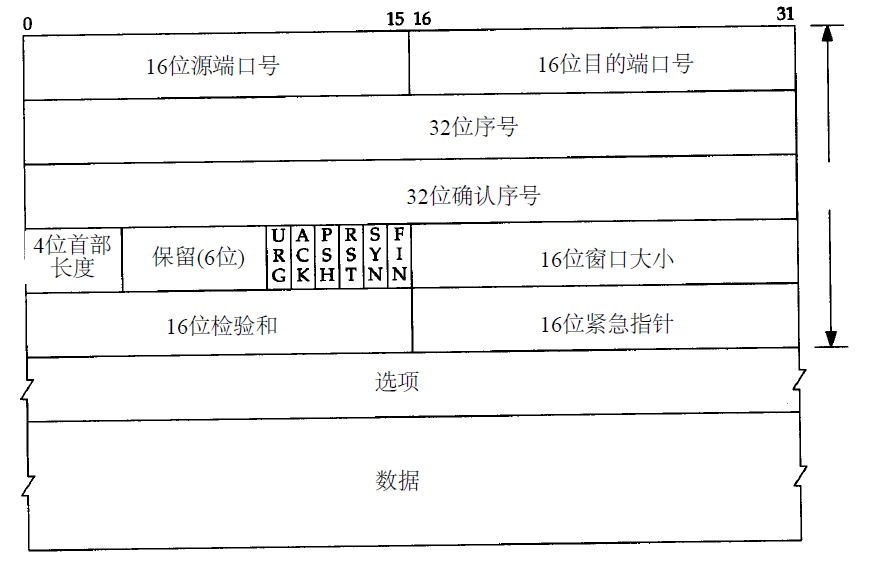 0 15 16 31
16位源端口号 16位目的端口号
32位序号
32位确认序号
4位首部
长度
保留(6位)
URG
ACK
PSH
RST
SYN
FIN
16位窗口大小
16位检验和 16位紧急指针
选项
数据